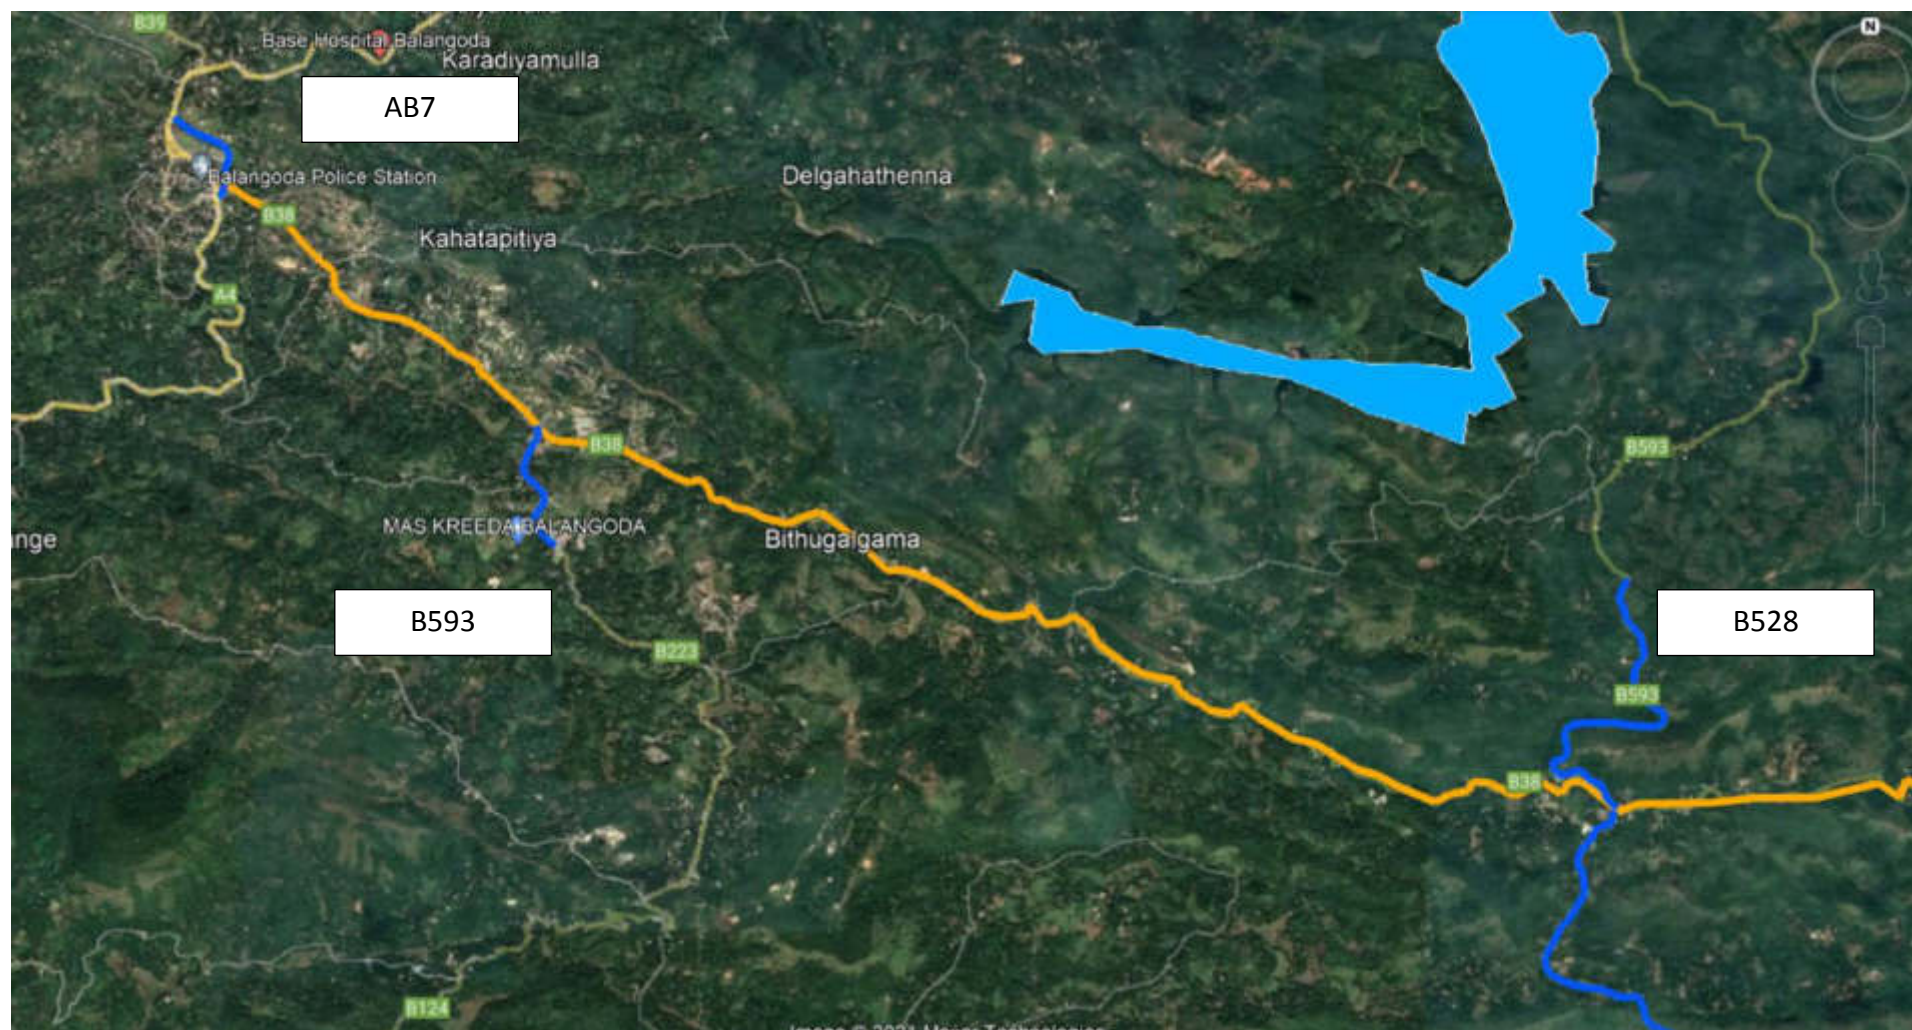 B39
Base Hospital Balangoda
Karadiyamulla
N
AB7
Balangoda Police Station
Delgahathenna
B38
Kahatapitiya
A4
B38
B593
MAS KREEDA BALANGODA
nge
Bithugalgama
B593
B528
B223
B593
B38
B124